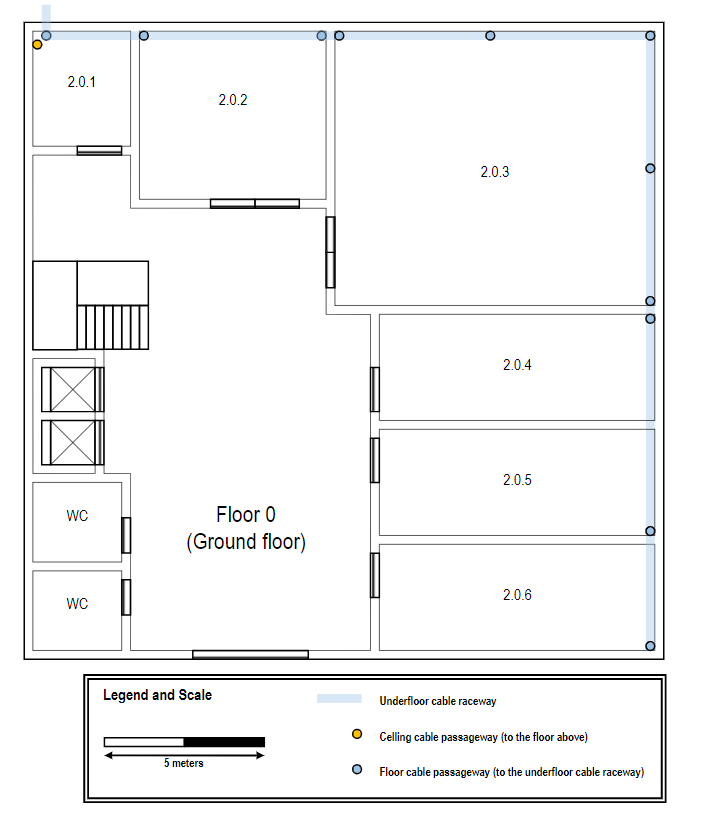 2.0.1
2.0.2
2.0.3
2.0.4
2.0.5
2.0.6
WC
WC
Floor 0
(Ground floor)
Legend and Scale
5 meters
Underfloor cable raceway
Celling cable passageway (to the floor above)
Floor cable passageway (to the underfloor cable raceway)